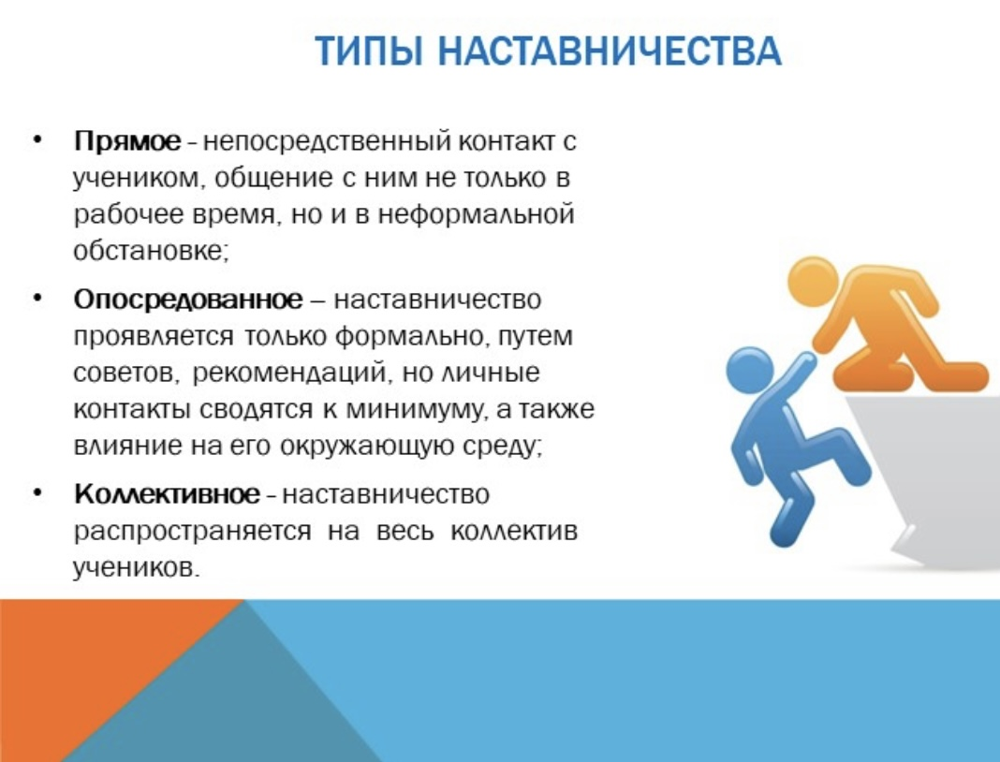 ТИПЫ НАСТАВНИЧЕСТВА
• Прямое - непосредственный контакт с
учеником, общение с ним не только в
рабочее время, но и в неформальной
обстановке;
• Опосредованное – наставничество
проявляется только формально, путем
советов, рекомендаций, но личные
контакты сводятся к минимуму, а также
влияние на его окружающую среду;
• Коллективное - наставничество
распространяется на весь коллектив
учеников.